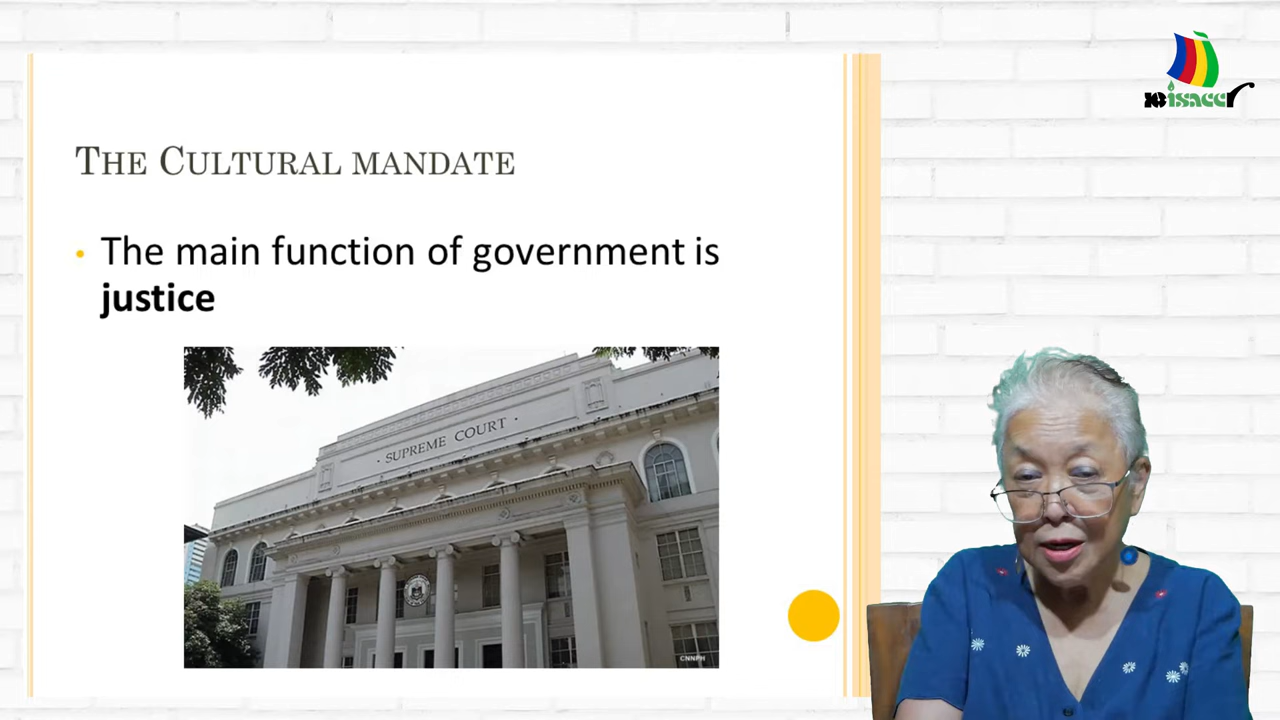 THE CULTURAL MANDATE
• The main function of government is
justice
· SUPREME COURT ·
CNNPH
isacc